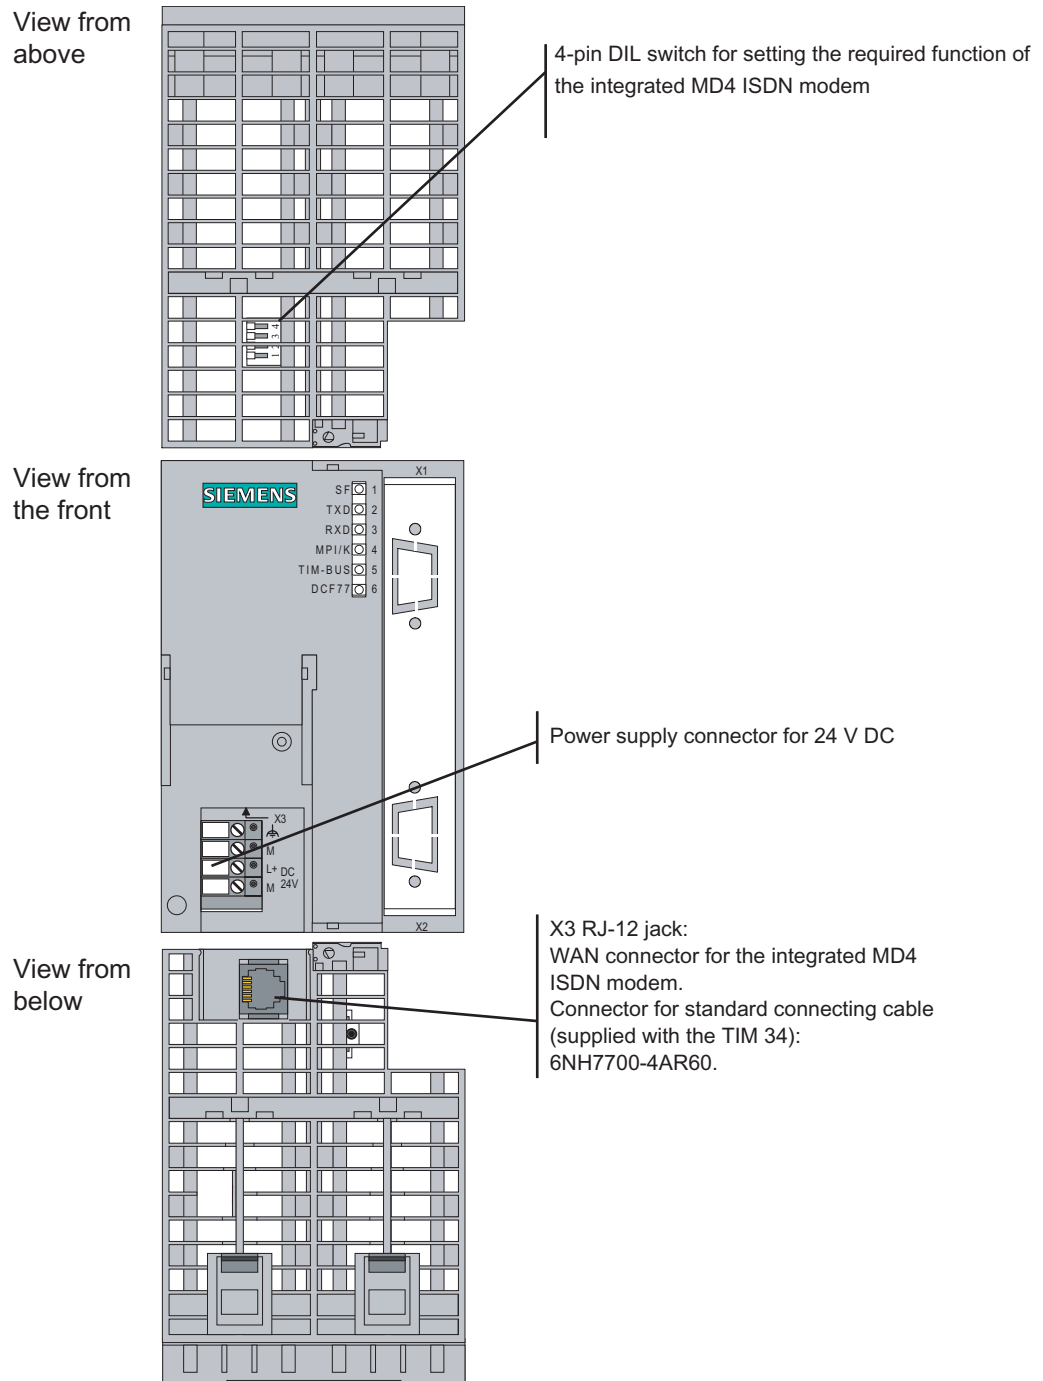 View from
above
4-pin DIL switch for setting the required function of
the integrated MD4 ISDN modem
4
3
2
1
View from
the front
SIEMENS
X1
SF 1
TXD 2
RXD 3
MPI/K 4
TIM-BUS 5
DCF77 6
Power supply connector for 24 V DC
X3
M
L+ DC
M 24V
X2
View from
below
X3 RJ-12 jack:
WAN connector for the integrated MD4
ISDN modem.
Connector for standard connecting cable
(supplied with the TIM 34):
6NH7700-4AR60.